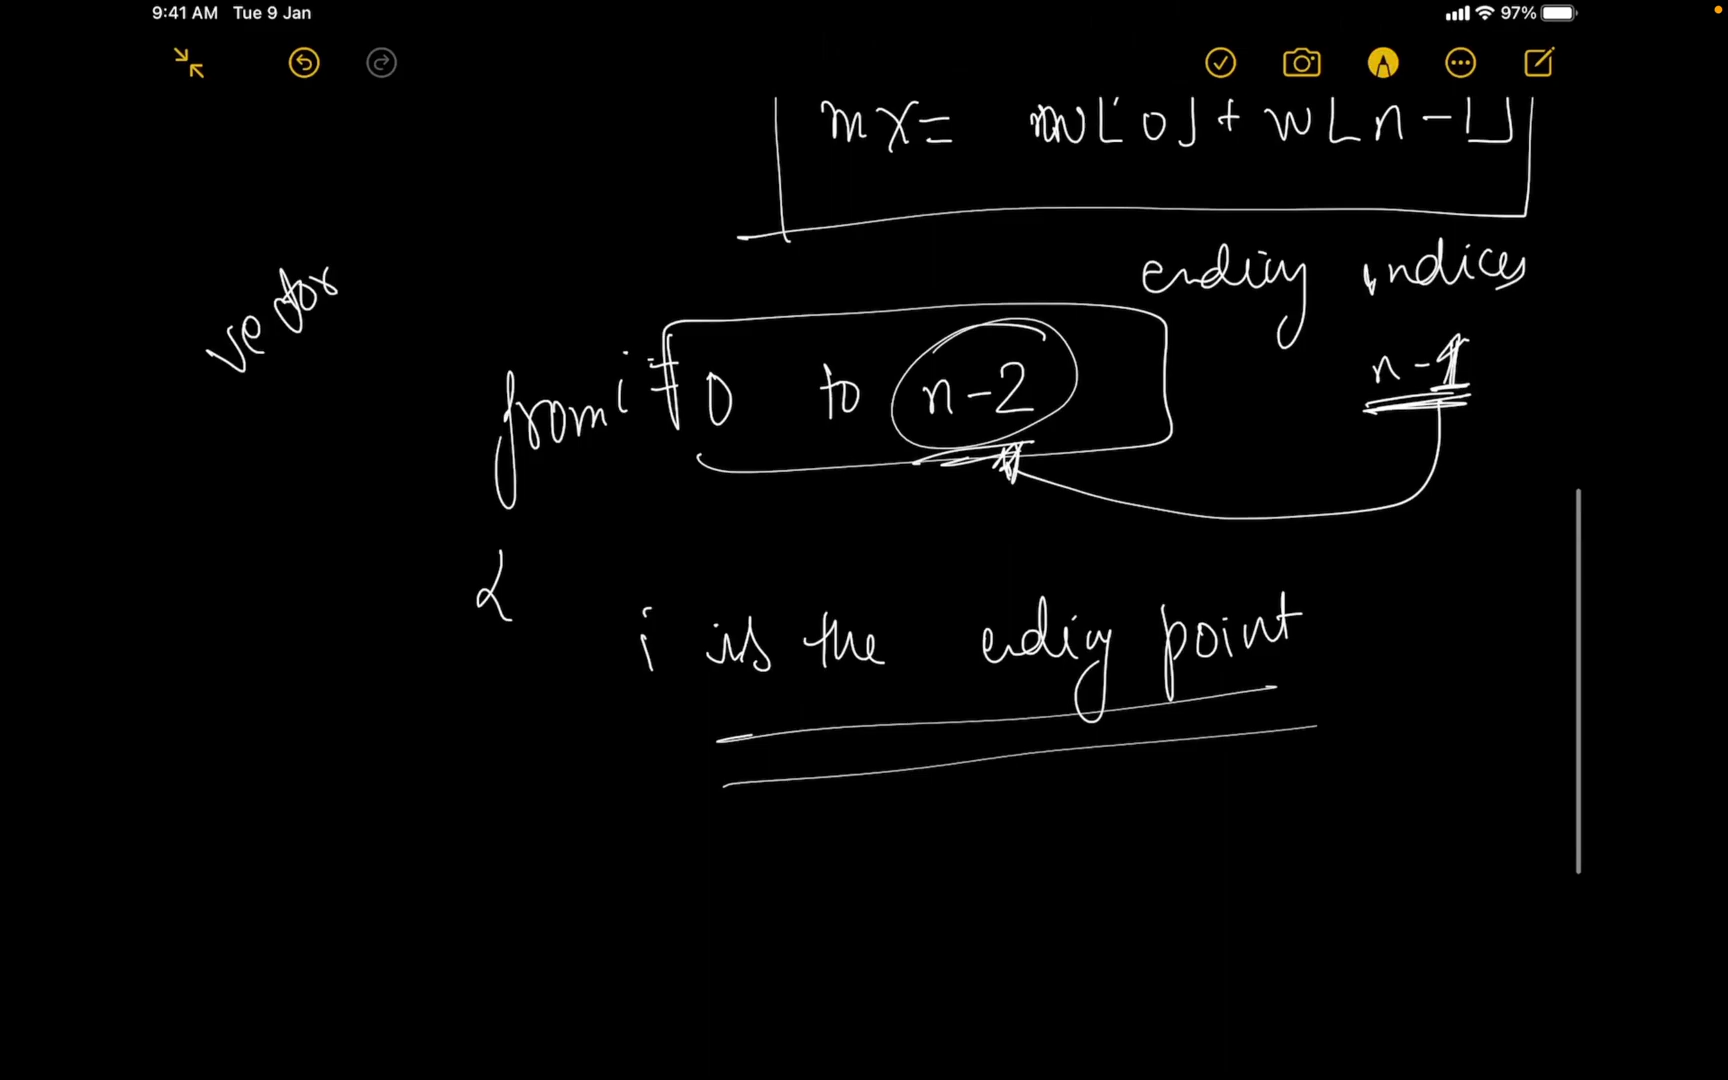 9:41 AM Tue 9 Jan 97%
mx = w[0] + w[n-1]
ending indices
vector
from i = 0 to n-2
n-1
{
i is the ending point